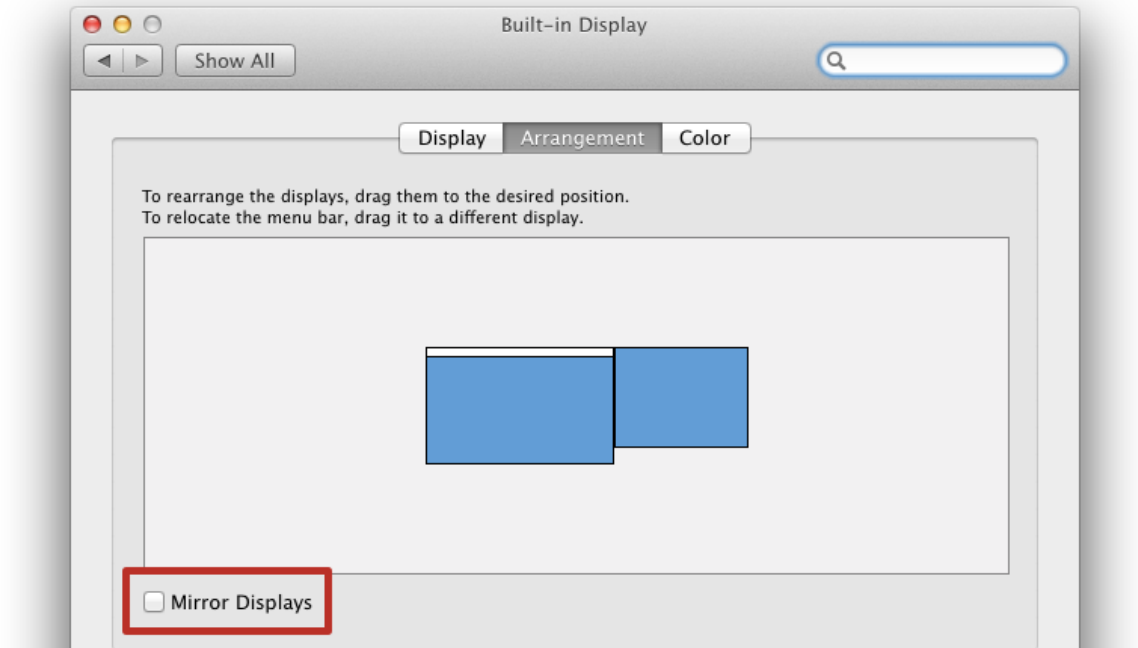 Built-in Display
Show All
Display Arrangement Color
To rearrange the displays, drag them to the desired position.
To relocate the menu bar, drag it to a different display.
Mirror Displays